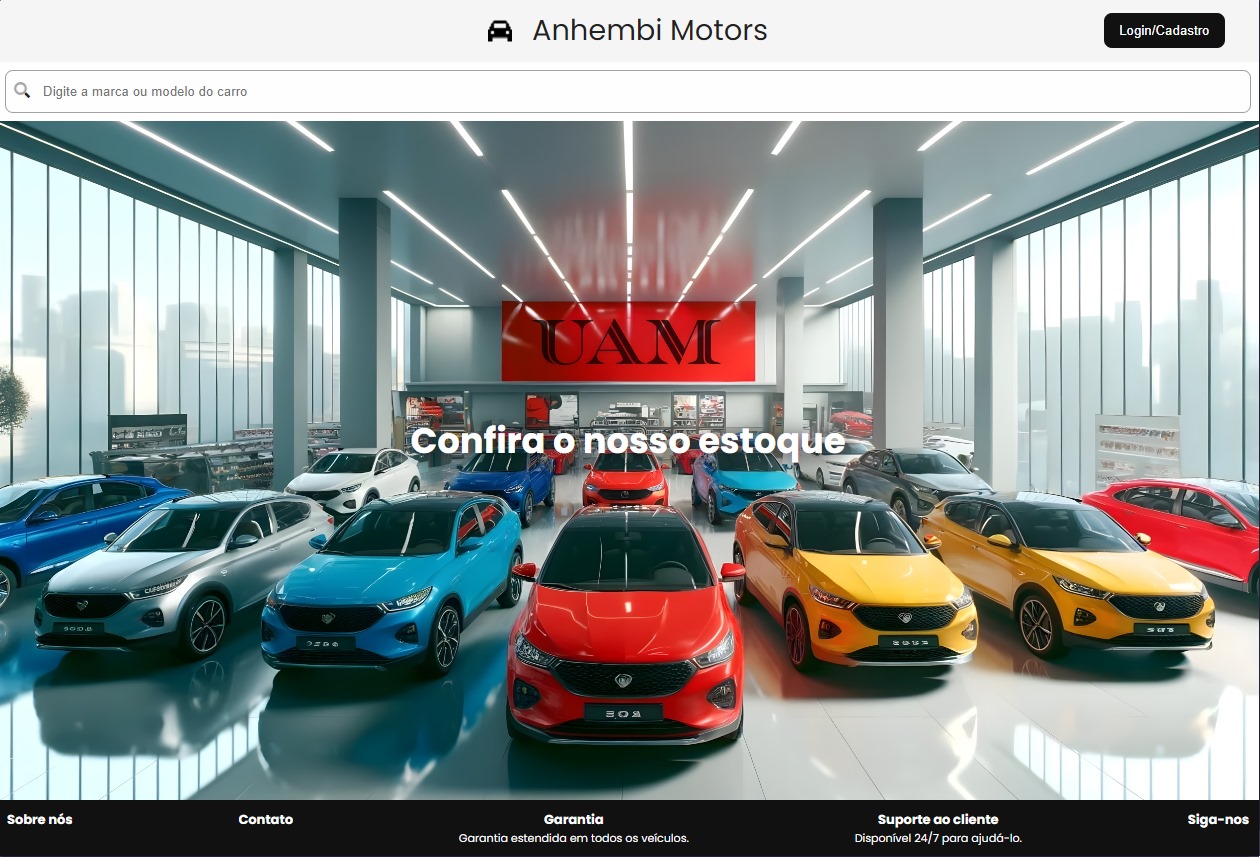 Anhembi Motors
Login/Cadastro
Digite a marca ou modelo do carro
UAM
Confira o nosso estoque
Sobre nós
Contato
Garantia
Garantia estendida em todos os veículos.
Suporte ao cliente
Disponível 24/7 para ajudá-lo.
Siga-nos